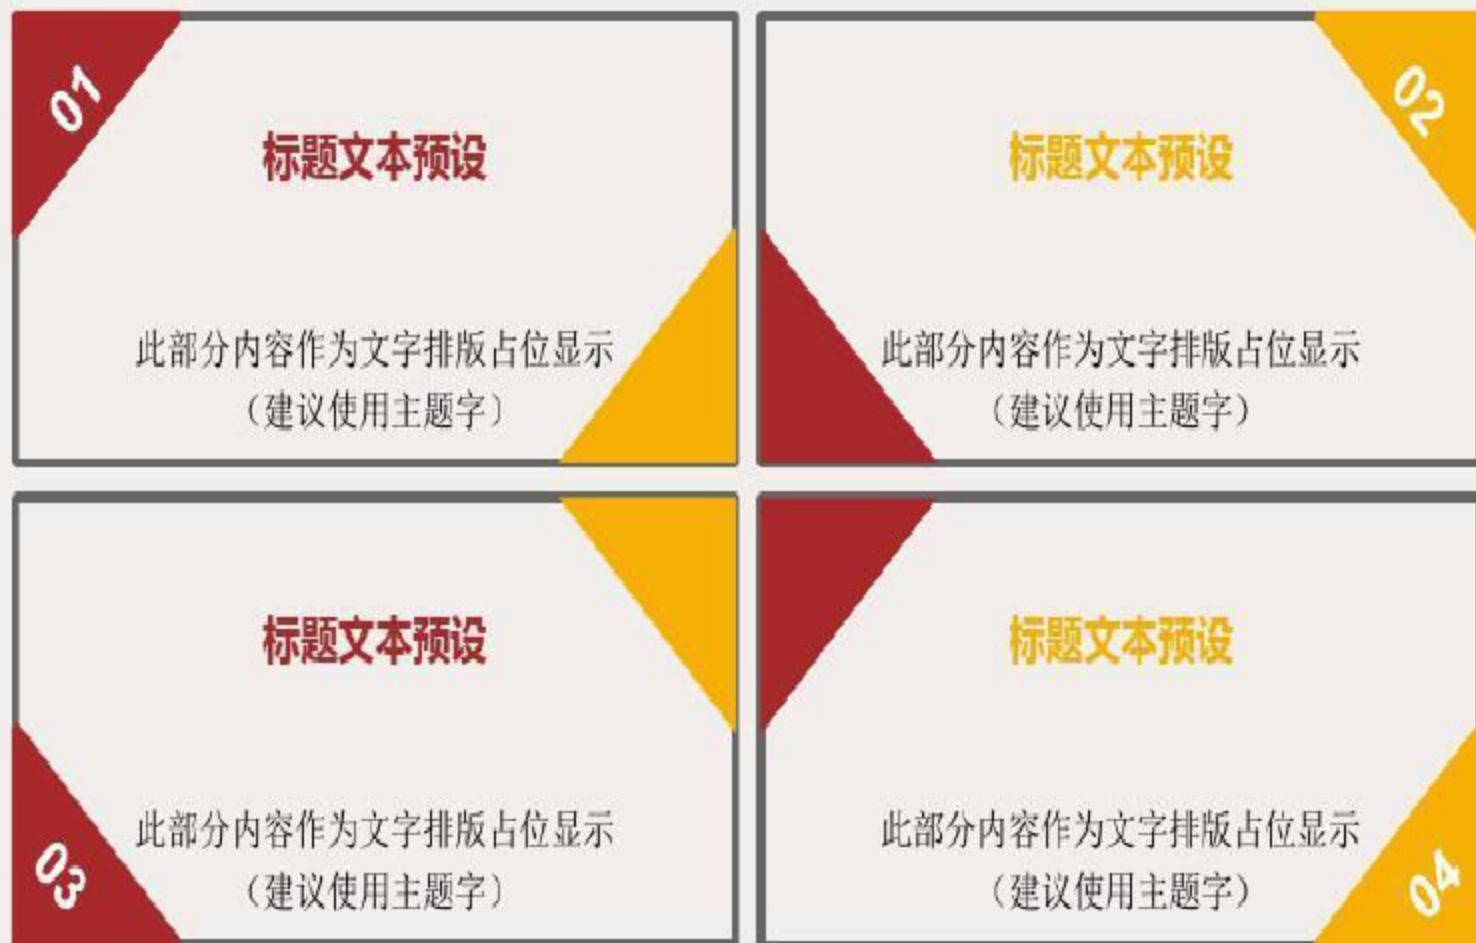 01
标题文本预设
此部分内容作为文字排版占位显示
（建议使用主题字）
02
标题文本预设
此部分内容作为文字排版占位显示
（建议使用主题字）
03
标题文本预设
此部分内容作为文字排版占位显示
（建议使用主题字）
04
标题文本预设
此部分内容作为文字排版占位显示
（建议使用主题字）